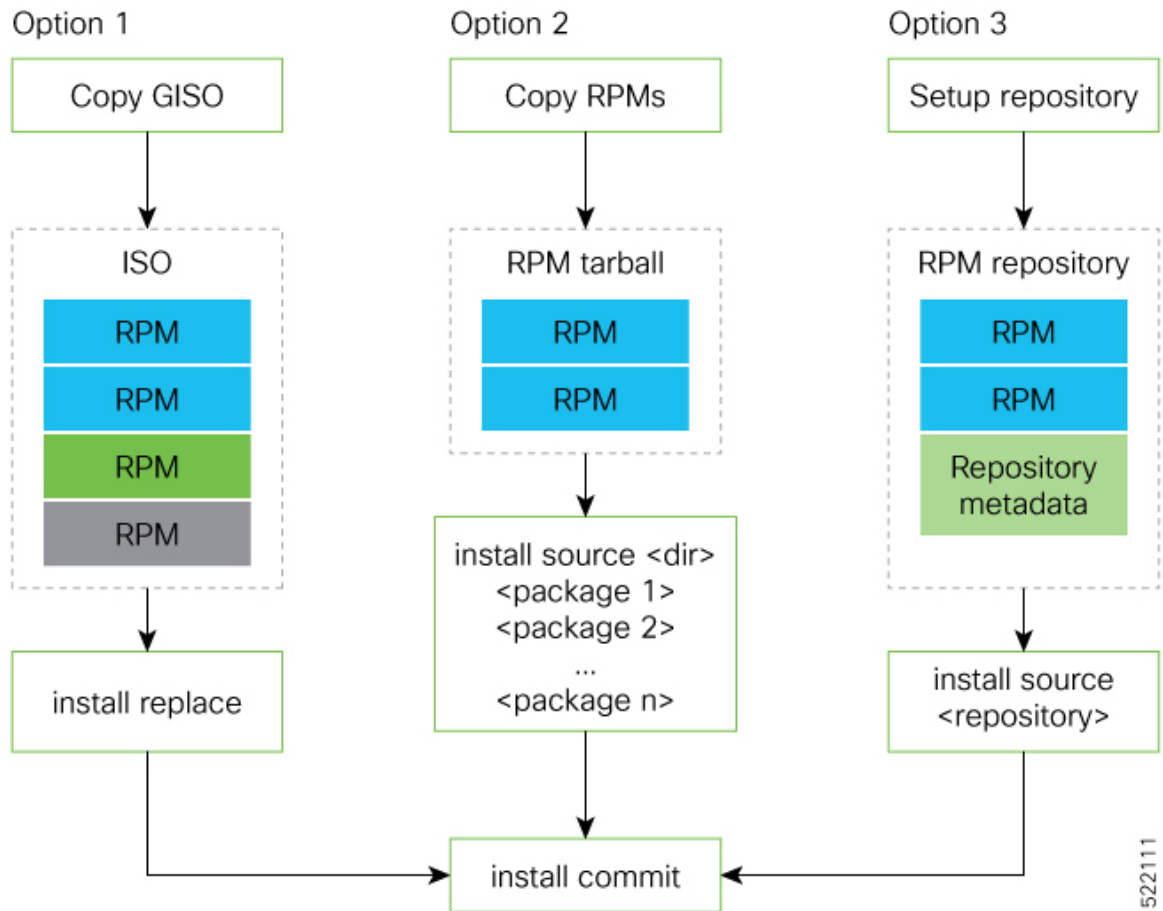 Option 1
Copy GISO
ISO
RPM
RPM
RPM
RPM
install replace
Option 2
Copy RPMs
RPM tarball
RPM
RPM
install source <dir>
<package 1>
<package 2>
...
<package n>
Option 3
Setup repository
RPM repository
RPM
RPM
Repository
metadata
install source
<repository>
install commit
522111